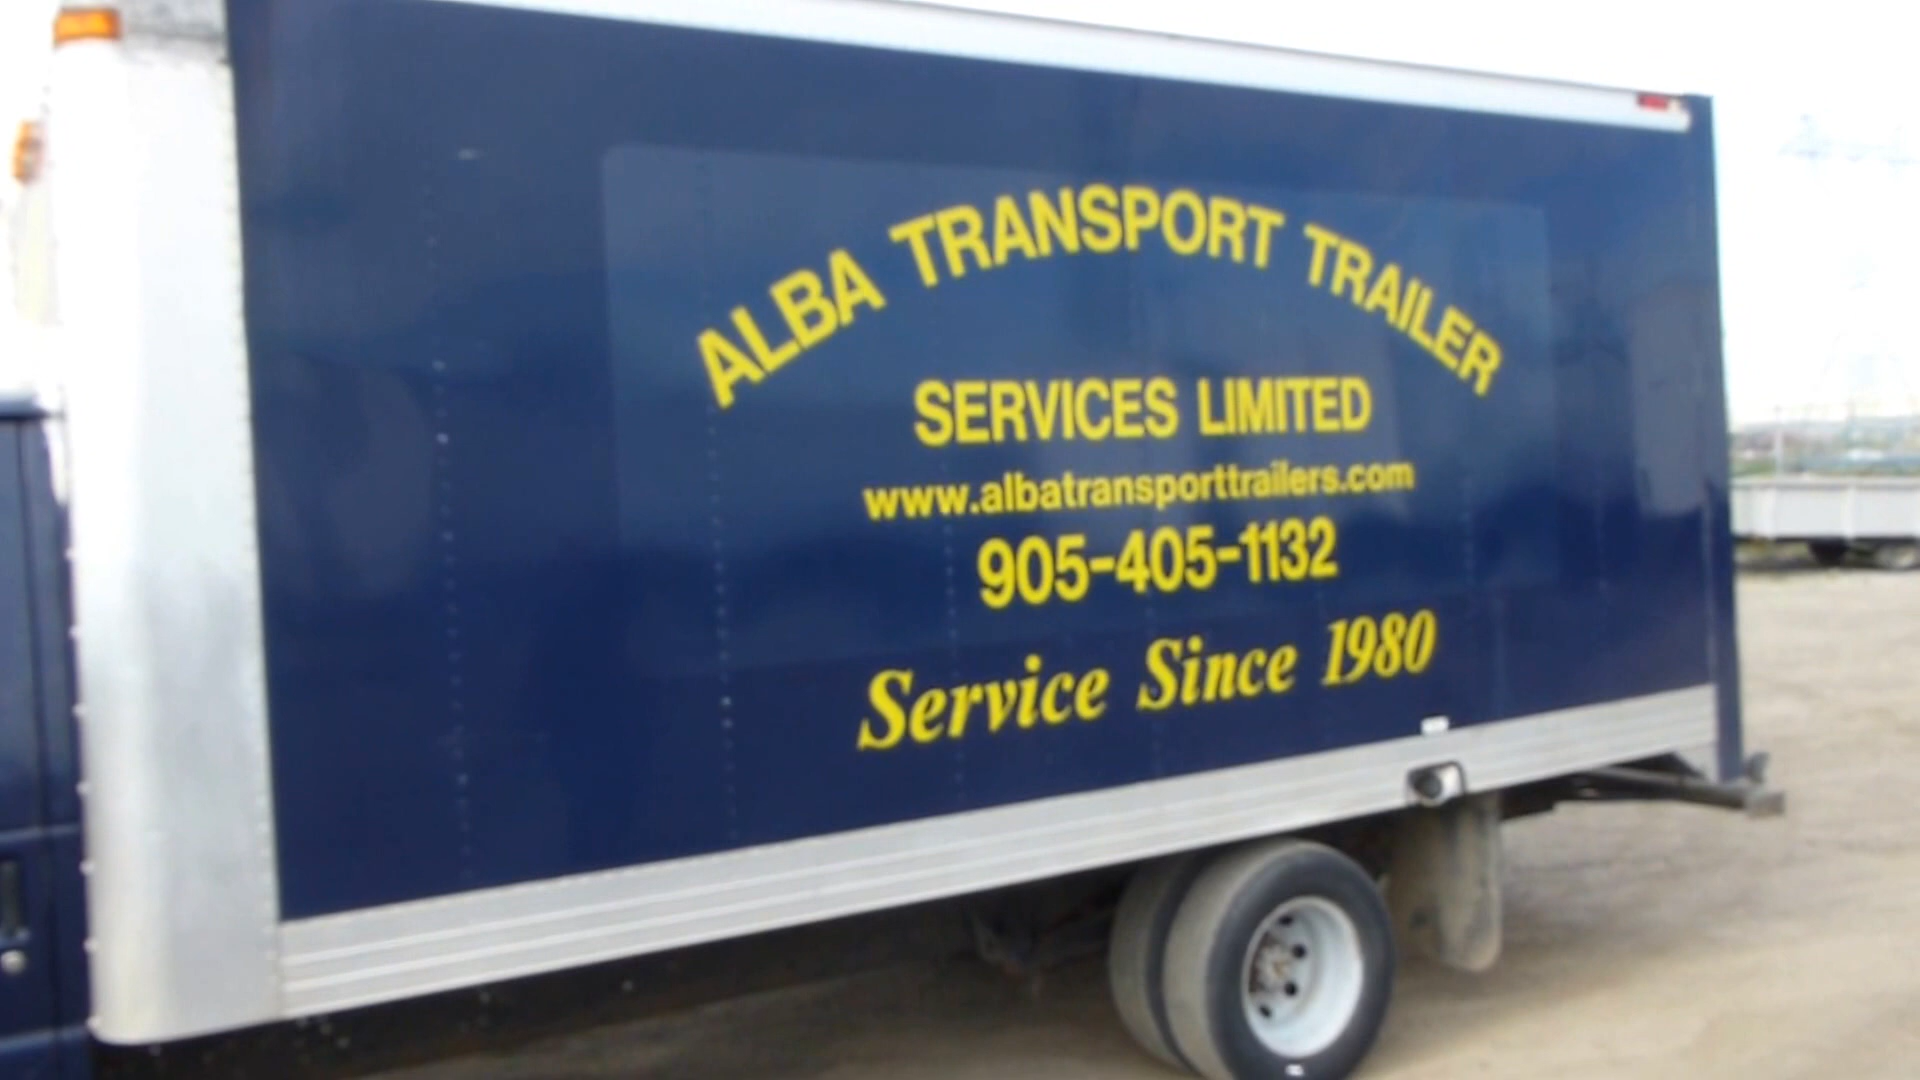 ALBA TRANSPORT TRAILER
SERVICES LIMITED
www.albatransporttrailers.com
905-405-1132
Service Since 1980